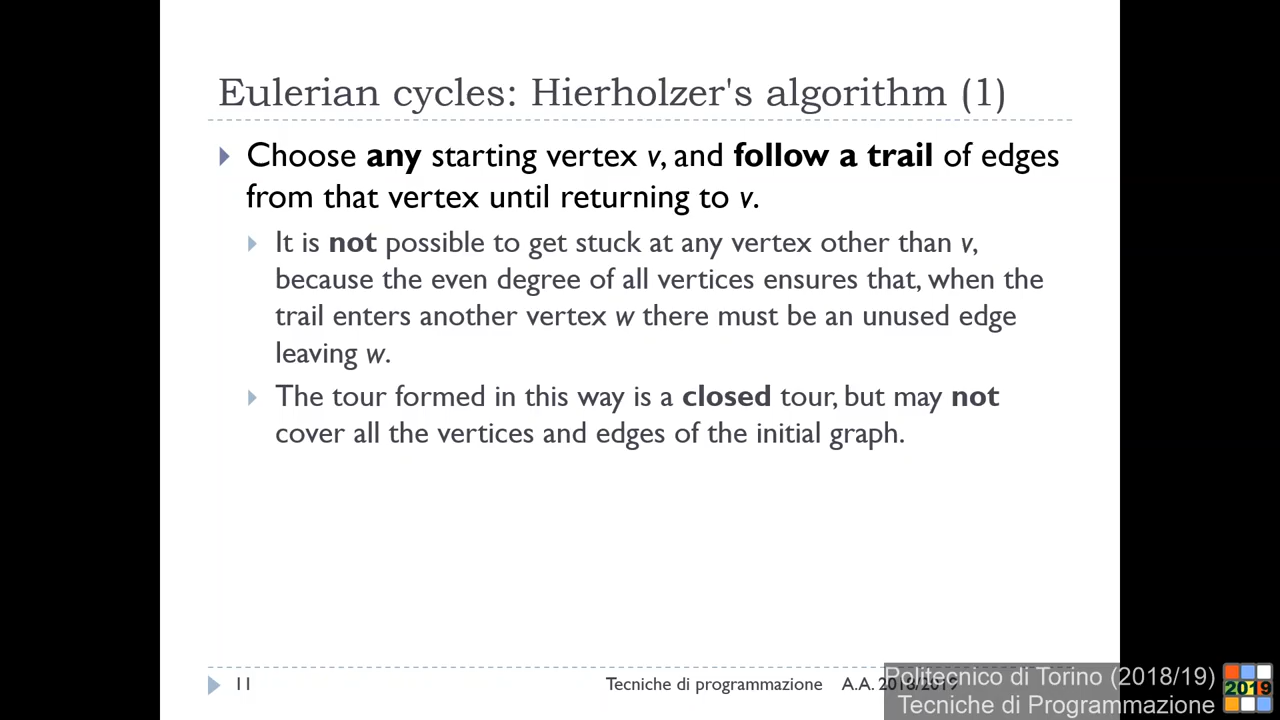 Eulerian cycles: Hierholzer's algorithm (1)
Choose any starting vertex v, and follow a trail of edges
from that vertex until returning to v.
It is not possible to get stuck at any vertex other than v,
because the even degree of all vertices ensures that, when the
trail enters another vertex w there must be an unused edge
leaving w.
The tour formed in this way is a closed tour, but may not
cover all the vertices and edges of the initial graph.
11
Tecniche di programmazione A.A. 2018/2019
Politecnico di Torino (2018/19)
Tecniche di Programmazione
2019